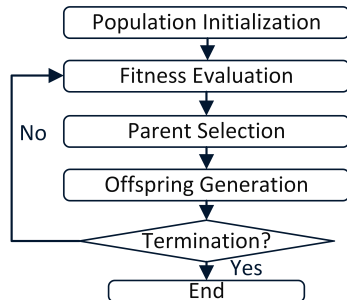 Population Initialization
Fitness Evaluation
No
Parent Selection
Offspring Generation
Termination?
Yes
End